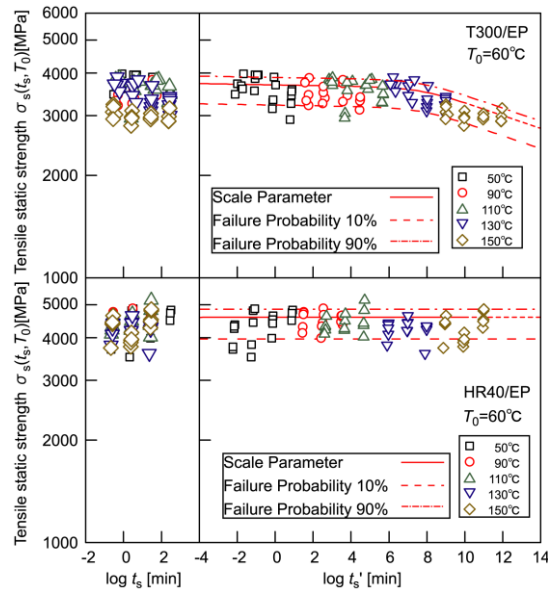 Tensile static strength σs(ts,T0)[MPa]
6000
5000
4000
3000
2000
1000
T300/EP
T0=60℃
Scale Parameter
Failure Probability 10%
Failure Probability 90%
50℃
90℃
110℃
130℃
150℃
Tensile static strength σs(ts,T0)[MPa]
5000
4000
3000
2000
1000
HR40/EP
T0=60℃
Scale Parameter
Failure Probability 10%
Failure Probability 90%
50℃
90℃
110℃
130℃
150℃
-2 0 2 -4 -2 0 2 4 6 8 10 12 14
log ts [min] log ts' [min]